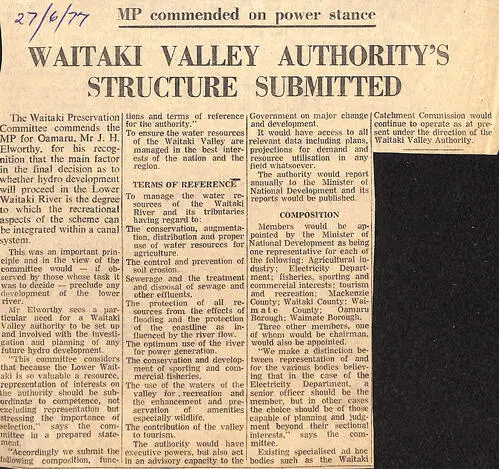 27/6/77
MP commended on power stance
WAITAKI VALLEY AUTHORITY'S
STRUCTURE SUBMITTED
The Waitaki Preservation
Committee commends the
MP for Oamaru, Mr J. H.
Elworthy, for his recog-
nition that the main factor
in the final decision as to
whether hydro development
will proceed in the Lower
Waitaki River is the degree
to which the recreational
aspects of the scheme can
be integrated within a canal
system.
This was an important prin-
ciple and in the view of the
committee would — if ob-
served by those whose task it
was to decide — preclude any
development of the lower
river.
Mr Elworthy sees a par-
ticular need for a Waitaki
Valley authority to be set up
and involved with the investi-
gation and planning of any
future hydro development.
"This committee considers
that because the Lower Wait-
aki is so valuable a resource,
representation of interests on
the authority should be sub-
ordinate to competence, not
excluding representation but
stressing the importance of
selection," says the com-
mittee in a prepared state-
ment.
"Accordingly we submit the
following composition, func-
tions and terms of reference
for the authority."
To ensure the water resources
of the Waitaki Valley are
managed in the best inter-
ests of the nation and the
region.
TERMS OF REFERENCE
To manage the water re-
sources of the Waitaki
River and its tributaries
having regard to:
The conservation, augmenta-
tion, distribution and proper
use of water resources for
agriculture.
The control and prevention of
soil erosion.
Sewerage and the treatment
and disposal of sewage and
other effluents.
The protection of all re-
sources from the effects of
flooding and the protection
of the coastline as in-
fluenced by the river flow.
The optimum use of the river
for power generation.
The conservation and develop-
ment of sporting and com-
mercial fisheries.
The use of the waters of the
valley for recreation and
the enhancement and pre-
servation of amenities
especially wildlife.
The contribution of the valley
to tourism.
The authority would have
executive powers, but also act
in an advisory capacity to the
Government on major change
and development.
It would have access to all
relevant data including plans,
projections for demand and
resource utilisation in any
field whatsoever.
The authority would report
annually to the Minister of
National Development and its
reports would be published.
COMPOSITION
Members would be ap-
pointed by the Minister of
National Development as being
one representative for each of
the following: Agricultural in-
dustry; Electricity Depart-
ment; fisheries, sporting and
commercial interests; tourism
and recreation; Mackenzie
County; Waitaki County; Wai-
mate County; Oamaru
Borough; Waimate Borough.
Three other members, one
of whom would be chairman,
would also be appointed.
"We make a distinction be-
tween representation of and
for the various bodies believ-
ing that in the case of the
Electricity Department, a
senior officer should be the
member, but in other cases
the choice should be of those
capable of planning and judg-
ment beyond their sectional
interest," says the com-
mittee.
Existing specialised ad hoc
bodies such as the Waitaki
Catchment Commission would
continue to operate as at pre-
sent under the direction of the
Waitaki Valley Authority.